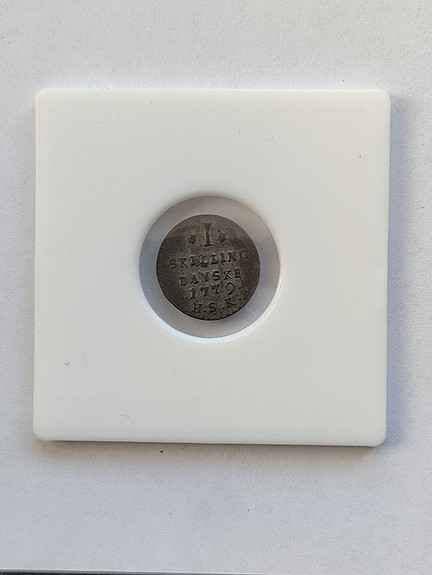 * I *
SKILLING
DANSKE
1779.
H.S.K.